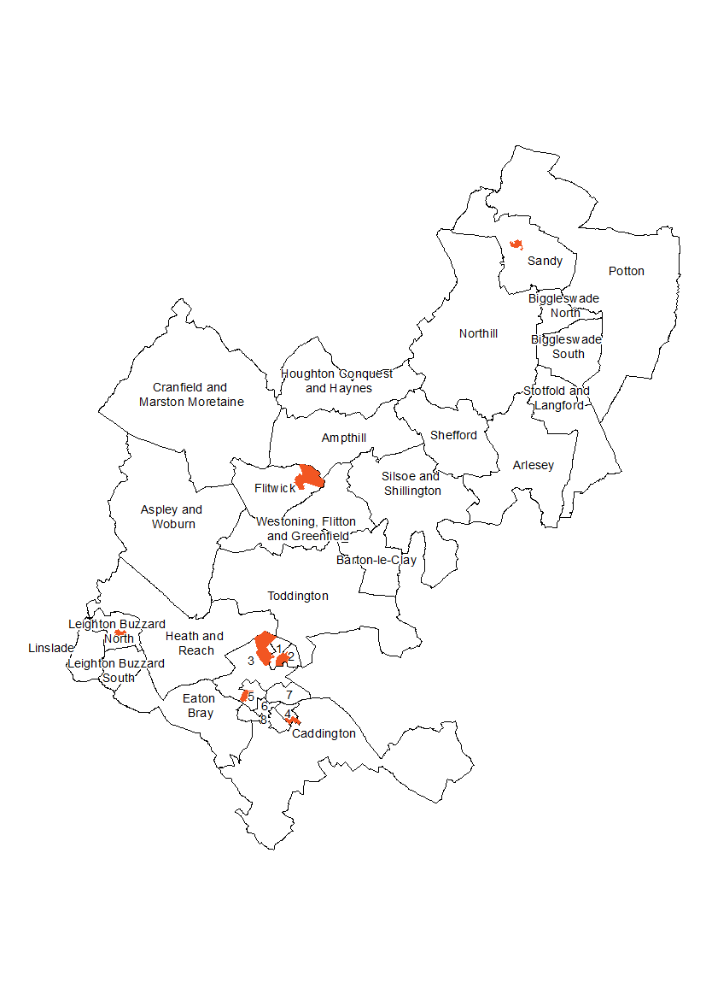 Sandy
Potton
Biggleswade
North
Northill
Biggleswade
South
Houghton Conquest
and Haynes
Cranfield and
Marston Moretaine
Stotfold and
Langford
Ampthill
Shefford
Arlesey
Silsoe and
Shillington
Flitwick
Aspley and
Woburn
Westoning, Flitton
and Greenfield
Barton-le-Clay
Toddington
Leighton Buzzard
North
Heath and
Reach
Linslade
1
2
3
Leighton Buzzard
South
Eaton
Bray
5
7
6
4
8
Caddington